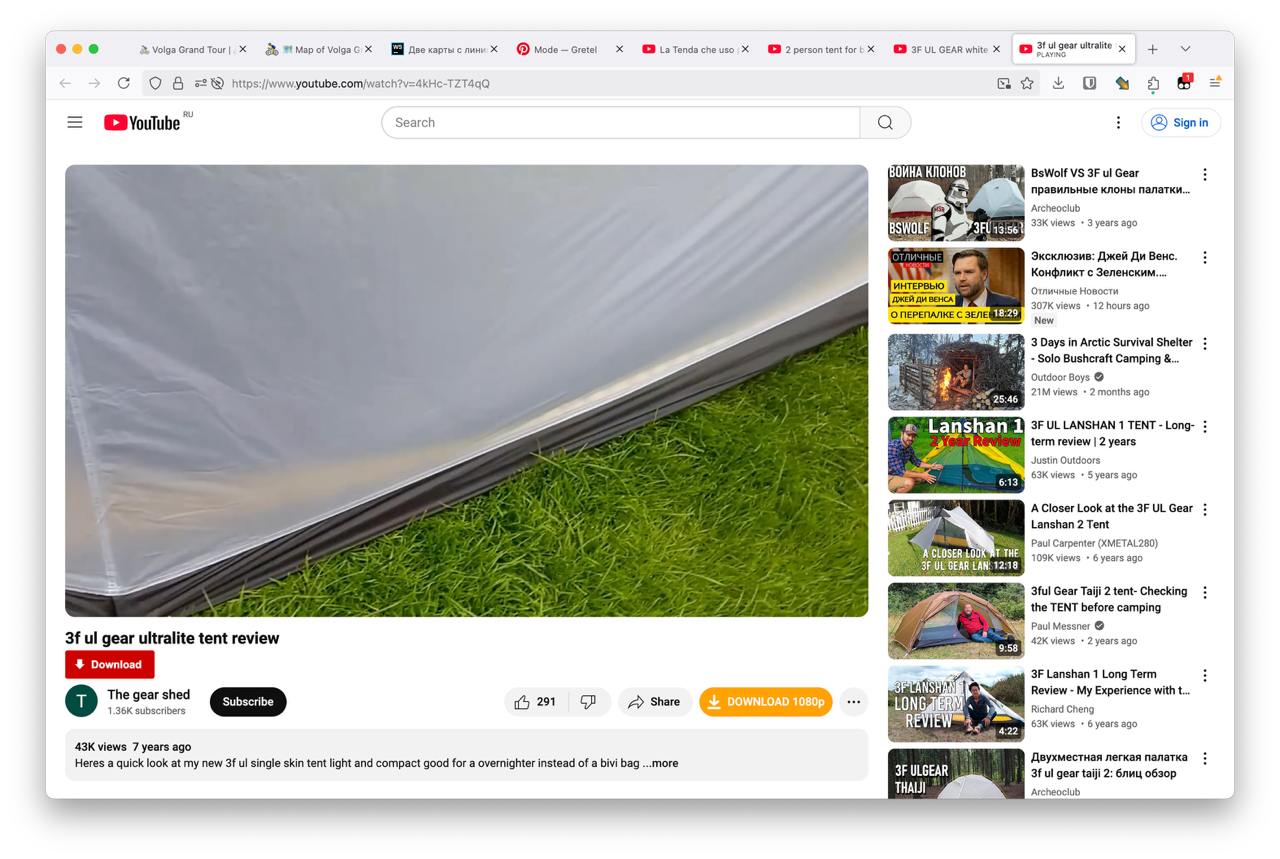 Volga Grand Tour |
Map of Volga G
Две карты с лини
Mode — Gretel
La Tenda che uso
2 person tent for b
3F UL GEAR white
3f ul gear ultralite
PLAYING
https://www.youtube.com/watch?v=4kHc-TZT4qQ
1
YouTube RU
Search
Sign in
3f ul gear ultralite tent review
Download
T
The gear shed
1.36K subscribers
Subscribe
291
Share
DOWNLOAD 1080p
43K views 7 years ago
Heres a quick look at my new 3f ul single skin tent light and compact good for a overnighter instead of a bivi bag ...more
ВОЙНА КЛОНОВ
BSWOLF
3FU
13:56
BsWolf VS 3F ul Gear
правильные клоны палатки...
Archeoclub
33K views • 3 years ago
ОТЛИЧНЫЕ
НОВОСТИ
ИНТЕРВЬЮ
ДЖЕЙ ДИ ВЕНСА
О ПЕРЕПАЛКЕ С ЗЕЛЕН
18:29
Эксклюзив: Джей Ди Венс.
Конфликт с Зеленским....
Отличные Новости
307K views • 12 hours ago
New
25:46
3 Days in Arctic Survival Shelter
- Solo Bushcraft Camping &...
Outdoor Boys
21M views • 2 months ago
Lanshan 1
2 Year Review
6:13
3F UL LANSHAN 1 TENT - Long-
term review | 2 years
Justin Outdoors
63K views • 5 years ago
A CLOSER LOOK AT THE
3F UL GEAR LAN
12:18
A Closer Look at the 3F UL Gear
Lanshan 2 Tent
Paul Carpenter (XMETAL280)
109K views • 6 years ago
9:58
3ful Gear Taiji 2 tent- Checking
the TENT before camping
Paul Messner
42K views • 2 years ago
3F LANSHAN 1
LONG TERM
REVIEW
4:22
3F Lanshan 1 Long Term
Review - My Experience with t...
Richard Cheng
63K views • 6 years ago
3F ULGEAR
THAIJI
Двухместная легкая палатка
3f ul gear taiji 2: блиц обзор
Archeoclub